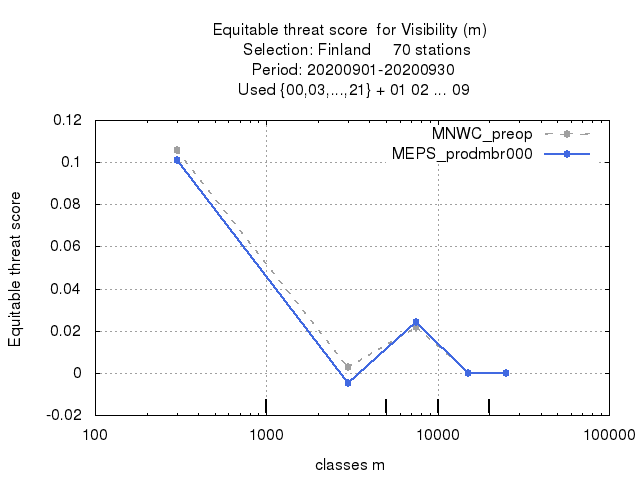 Equitable threat score  for Visibility (m)
Selection: Finland     70 stations
Period: 20200901-20200930
Used {00,03,...,21} + 01 02 ... 09
MNWC_preop
MEPS_prodmbr000
Equitable threat score
0.12
0.1
0.08
0.06
0.04
0.02
0
-0.02
100
1000
10000
100000
classes m